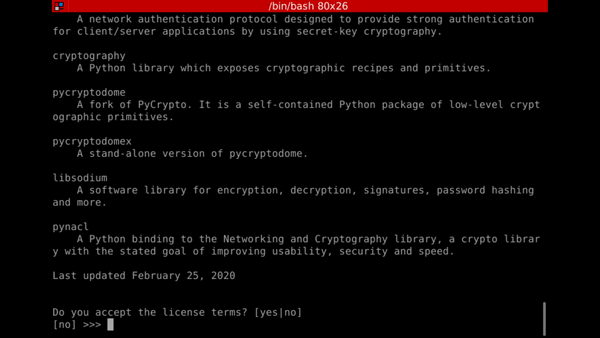 /bin/bash 80x26
A network authentication protocol designed to provide strong authentication
for client/server applications by using secret-key cryptography.
cryptography
A Python library which exposes cryptographic recipes and primitives.
pycryptodome
A fork of PyCrypto. It is a self-contained Python package of low-level crypt
ographic primitives.
pycryptodomex
A stand-alone version of pycryptodome.
libsodium
A software library for encryption, decryption, signatures, password hashing
and more.
pynacl
A Python binding to the Networking and Cryptography library, a crypto librar
y with the stated goal of improving usability, security and speed.
Last updated February 25, 2020
Do you accept the license terms? [yes|no]
[no] >>>